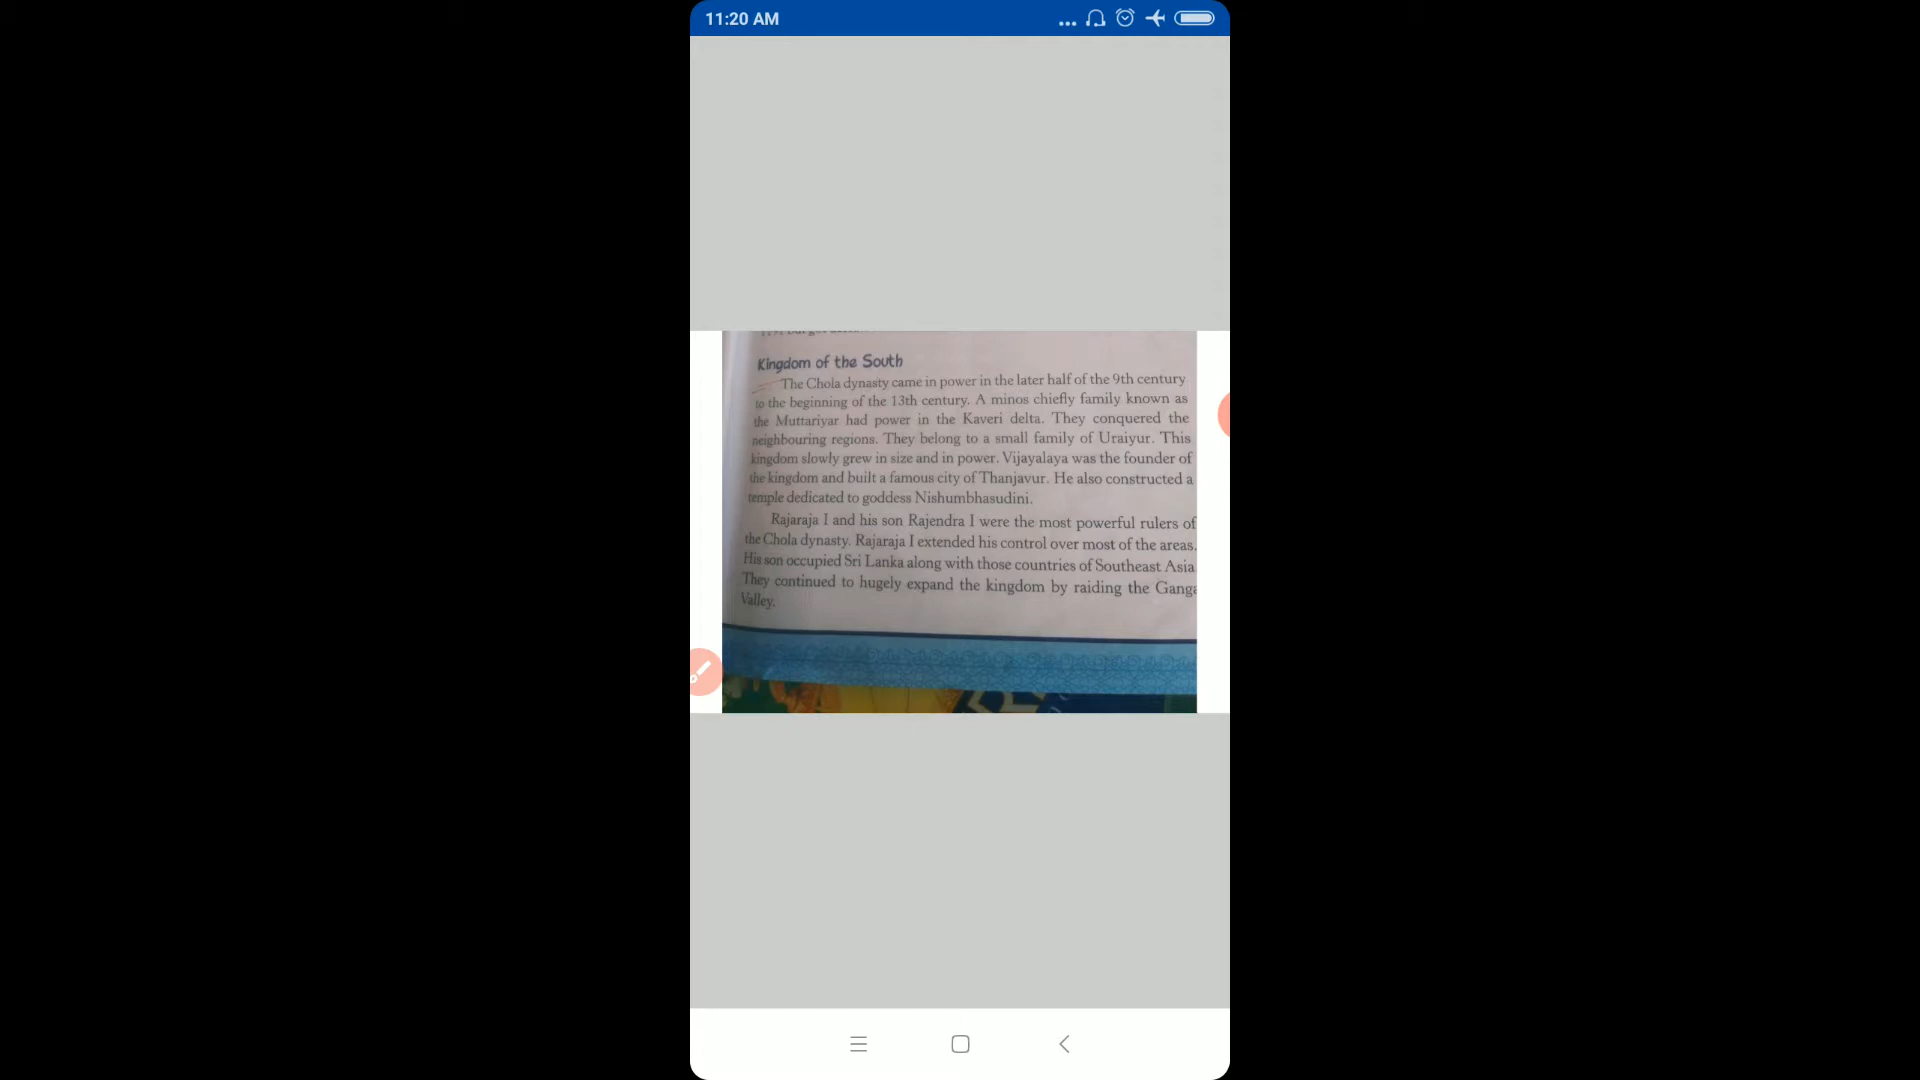 11:20 AM
Kingdom of the South
The Chola dynasty came in power in the later half of the 9th century
to the beginning of the 13th century. A minos chiefly family known as
the Muttariyar had power in the Kaveri delta. They conquered the
neighbouring regions. They belong to a small family of Uraiyur. This
kingdom slowly grew in size and in power. Vijayalaya was the founder of
the kingdom and built a famous city of Thanjavur. He also constructed a
temple dedicated to goddess Nishumbhasudini.
Rajaraja I and his son Rajendra I were the most powerful rulers of
the Chola dynasty. Rajaraja I extended his control over most of the areas.
His son occupied Sri Lanka along with those countries of Southeast Asia
They continued to hugely expand the kingdom by raiding the Ganga
Valley.